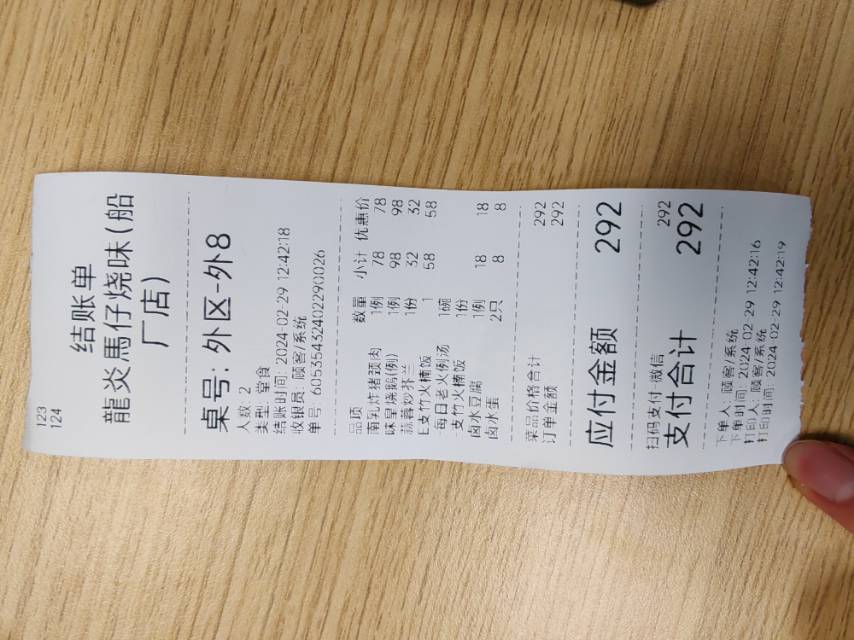 123
124
结账单
龍炎馬仔烧味(船
厂店)
桌号: 外区-外8
人数: 2
类型: 堂食
结账时间: 2024-02-29 12:42:18
收银员: 顾客/系统
单号: 60535432402290026
品项 数量 小计 优惠价
南乳炸猪颈肉 1例 78 78
味皇烧鹅(例) 1例 98 98
蒜蓉炒芥兰 1份 32 32
E支竹火楠饭 1 58 58
每日老火例汤 1碗
支竹火楠饭 1份
卤水豆腐 1例 18 18
卤水蛋 2只 8 8
菜品价格合计 292
订单金额 292
应付金额 292
扫码支付-微信 292
支付合计 292
下单人: 顾客/系统
下单时间: 2024-02-29 12:42:16
打印人: 顾客/系统
打印时间: 2024-02-29 12:42:19